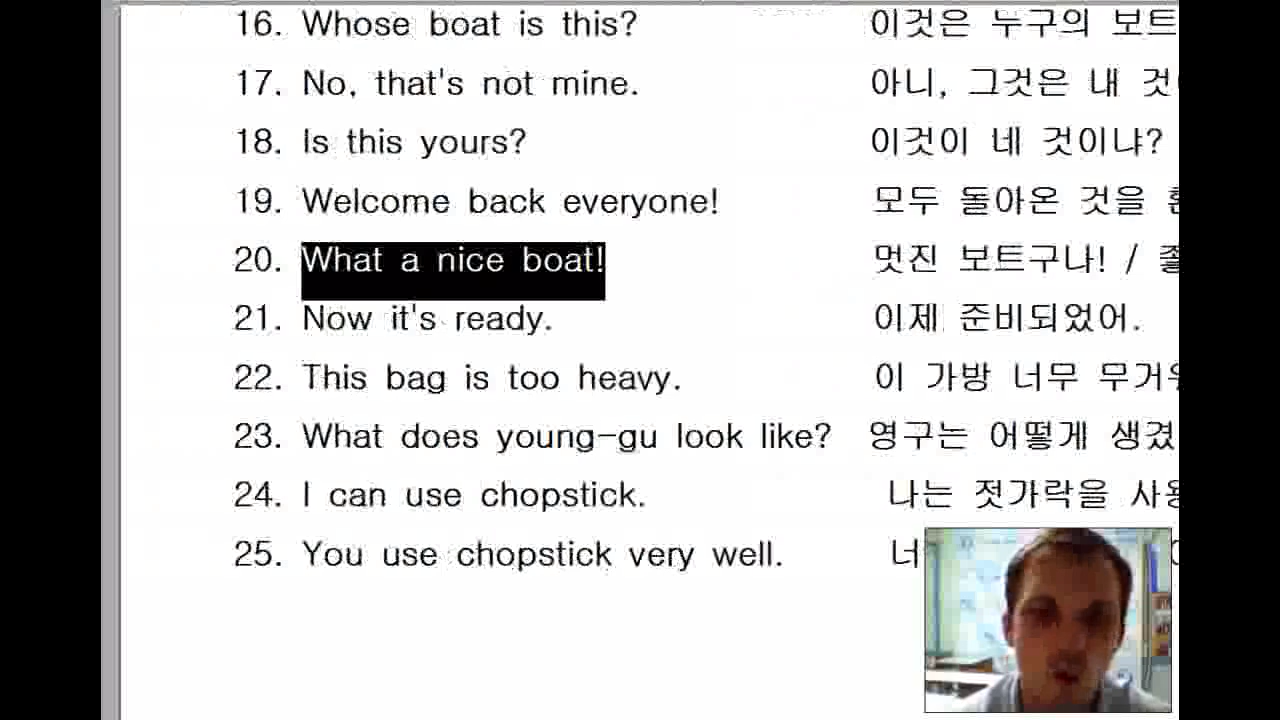 16. Whose boat is this? 이것은 누구의 보트
17. No, that's not mine. 아니, 그것은 내 것
18. Is this yours? 이것이 네 것이냐?
19. Welcome back everyone! 모두 돌아온 것을
20. What a nice boat! 멋진 보트구나! /
21. Now it's ready. 이제 준비되었어.
22. This bag is too heavy. 이 가방 너무 무거
23. What does young-gu look like? 영구는 어떻게 생겼
24. I can use chopstick. 나는 젓가락을 사용
25. You use chopstick very well. 너